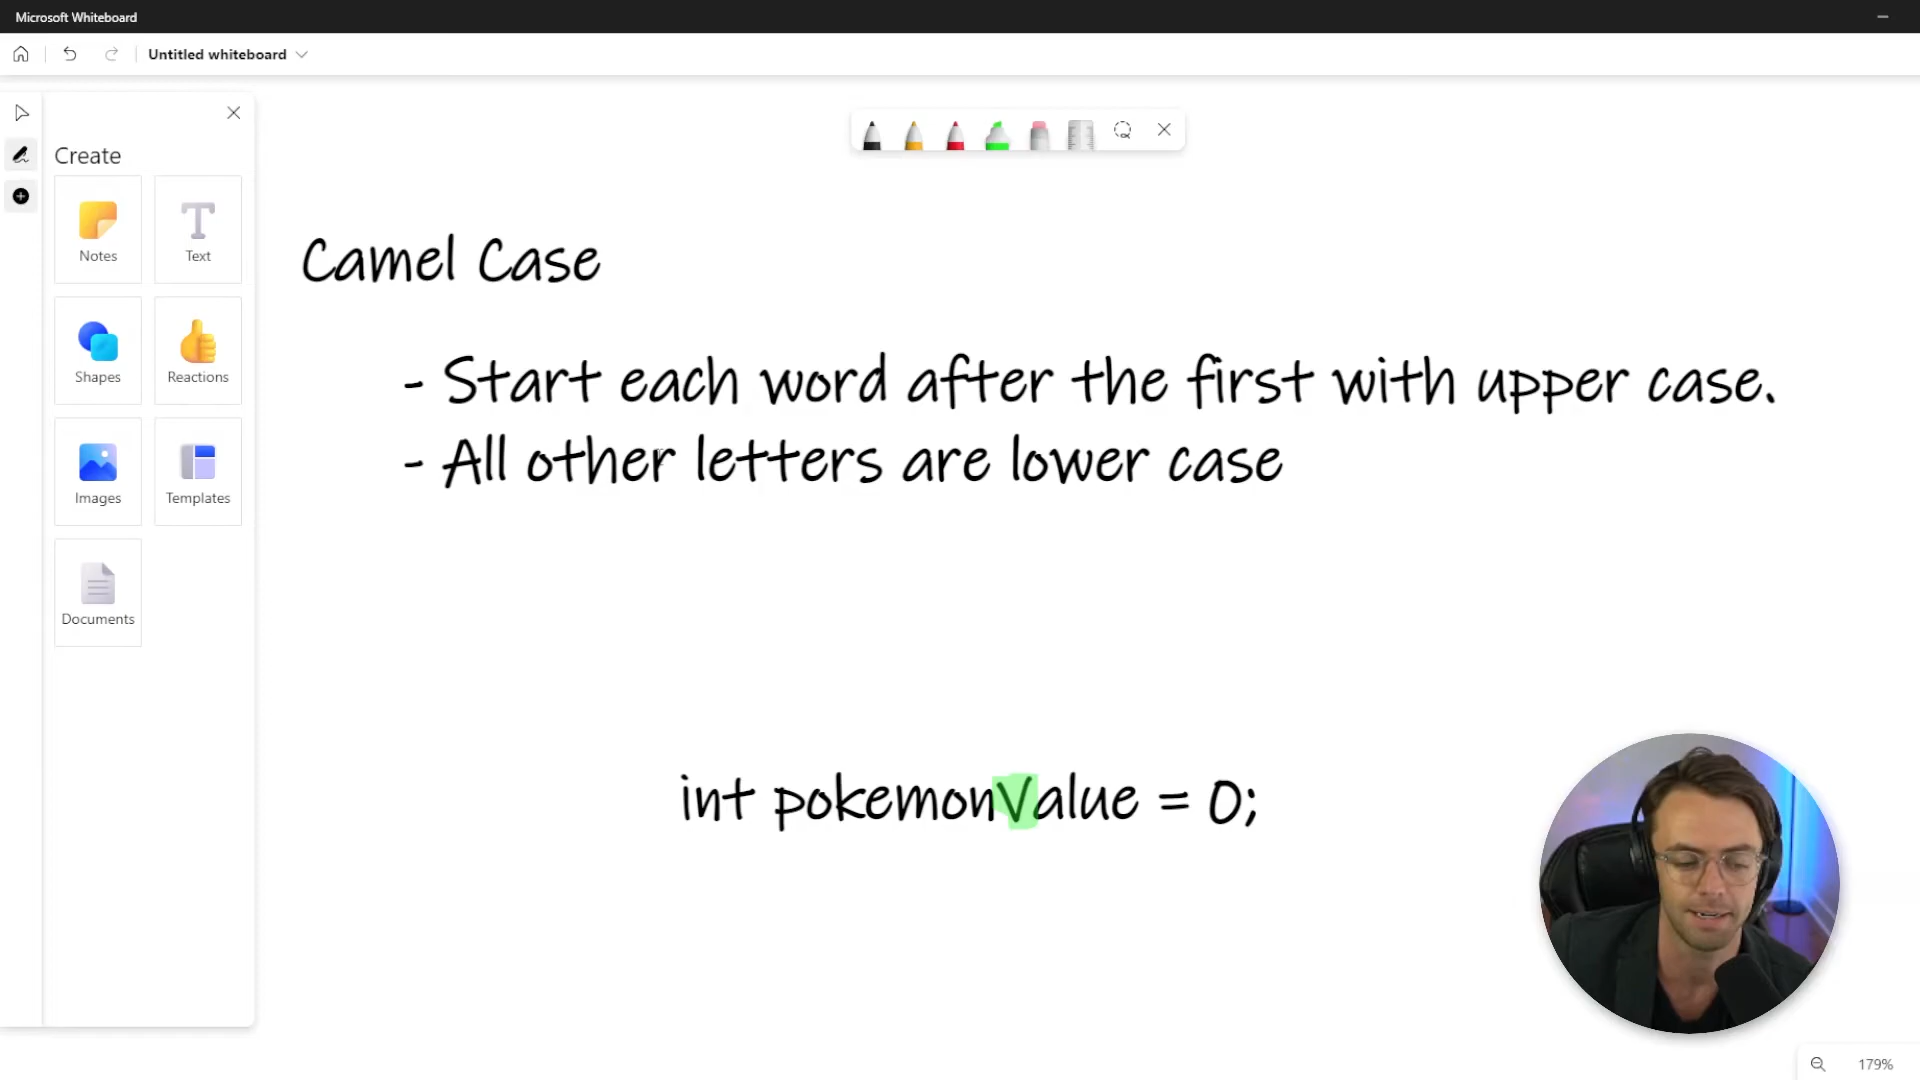 Microsoft Whiteboard
Untitled whiteboard
Create
Notes
Text
Shapes
Reactions
Images
Templates
Documents
Camel Case
- Start each word after the first with upper case.
- All other letters are lower case
int pokemonValue = 0;
179%